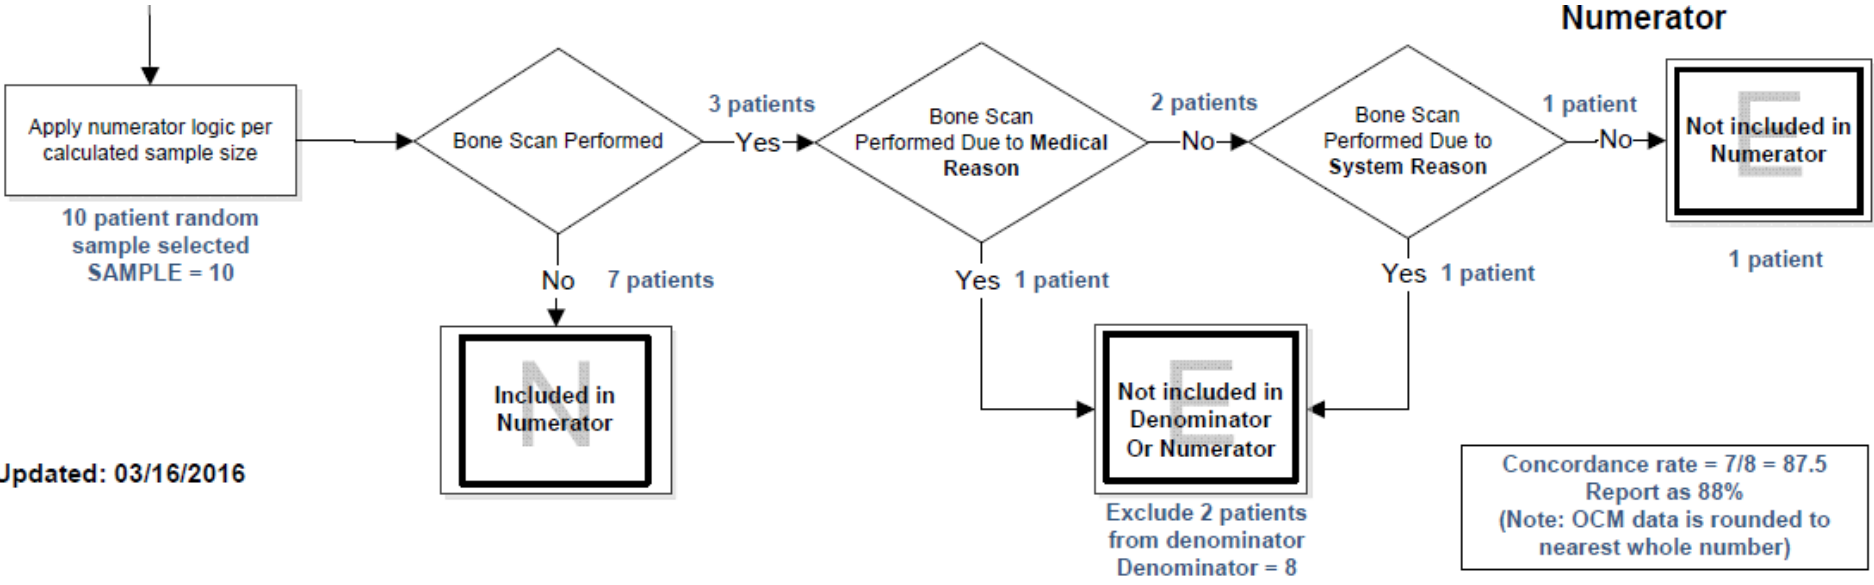 Numerator
Apply numerator logic per
calculated sample size
10 patient random
sample selected
SAMPLE = 10
Bone Scan Performed
3 patients
Yes
No
7 patients
N
Included in
Numerator
Bone Scan
Performed Due to Medical
Reason
2 patients
No
Yes
1 patient
Bone Scan
Performed Due to
System Reason
1 patient
No
Yes
1 patient
E
Not included in
Numerator
1 patient
E
Not included in
Denominator
Or Numerator
Exclude 2 patients
from denominator
Denominator = 8
Concordance rate = 7/8 = 87.5
Report as 88%
(Note: OCM data is rounded to
nearest whole number)
Updated: 03/16/2016